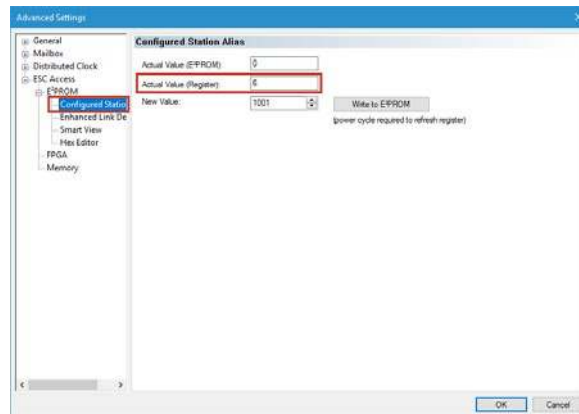 Advanced Settings
General
Mailbox
Distributed Clock
ESC Access
E²PROM
Configured Statio
Enhanced Link De
Smart View
Hex Editor
FPGA
Memory
Configured Station Alias
Actual Value (E²PROM): 0
Actual Value (Register): 6
New Value: 1001
Write to E²PROM
(power cycle required to refresh register)
OK
Cancel